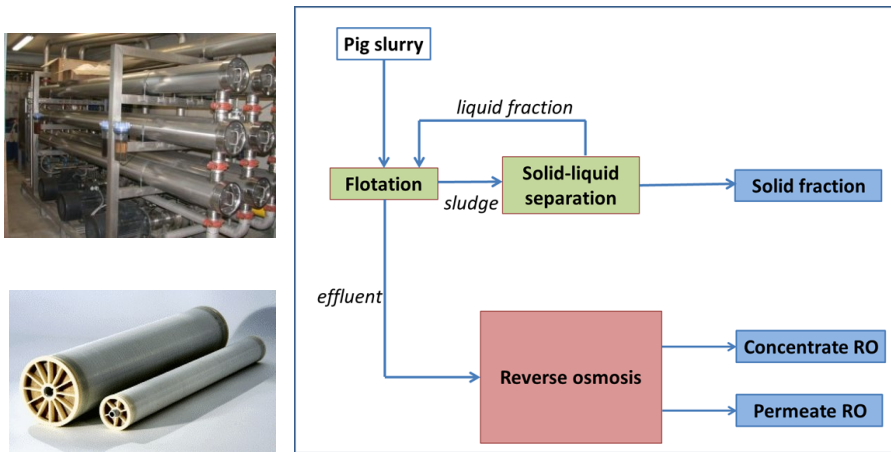 Pig slurry
liquid fraction
Flotation
Solid-liquid
separation
Solid fraction
sludge
effluent
Reverse osmosis
Concentrate RO
Permeate RO